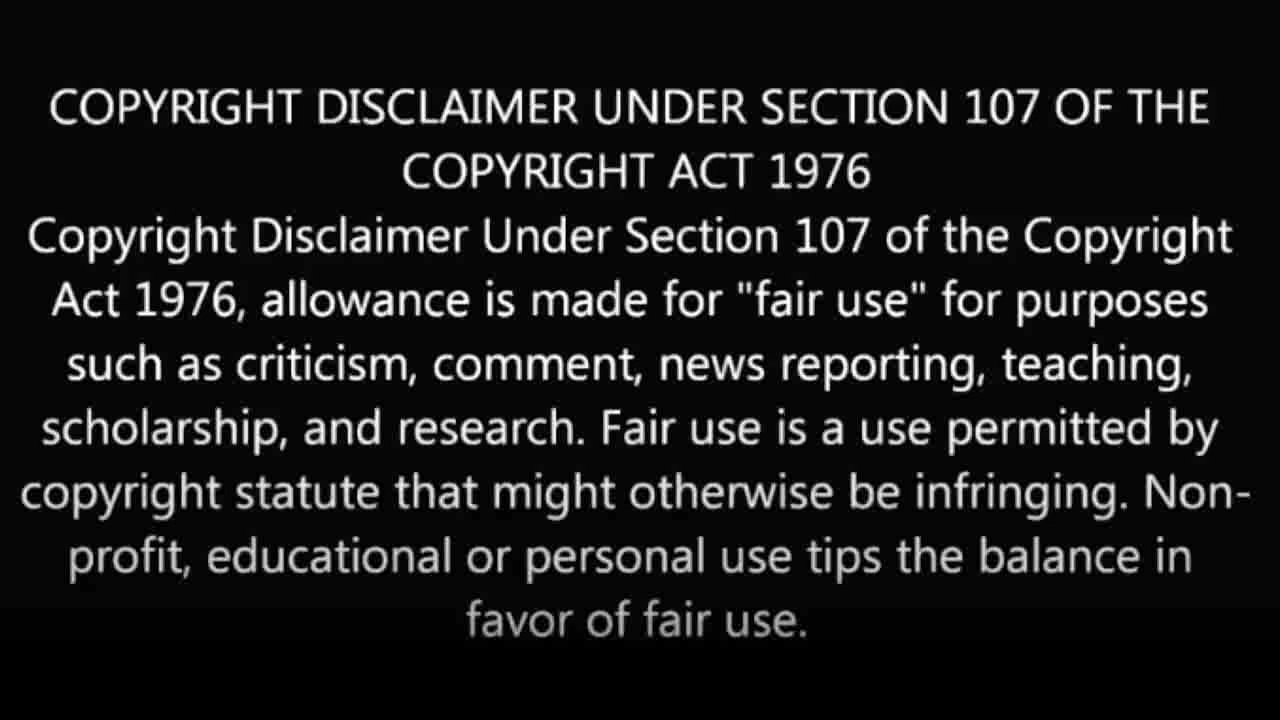 COPYRIGHT DISCLAIMER UNDER SECTION 107 OF THE
COPYRIGHT ACT 1976
Copyright Disclaimer Under Section 107 of the Copyright
Act 1976, allowance is made for "fair use" for purposes
such as criticism, comment, news reporting, teaching,
scholarship, and research. Fair use is a use permitted by
copyright statute that might otherwise be infringing. Non-
profit, educational or personal use tips the balance in
favor of fair use.